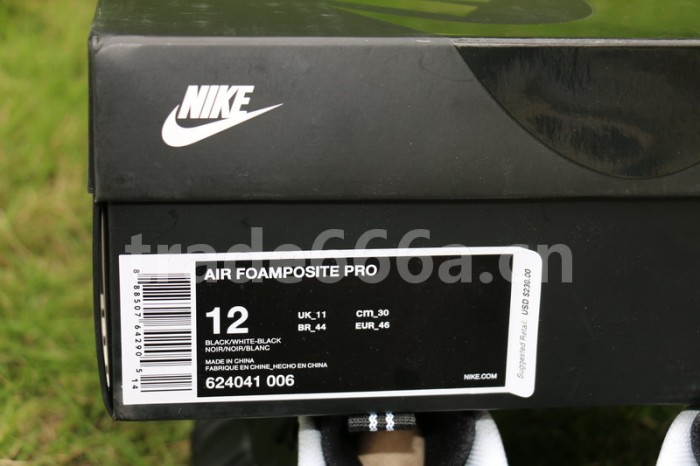 NIKE
trade666a.cn
AIR FOAMPOSITE PRO
12
UK_11 cm_30
BR_44 EUR_46
BLACK/WHITE-BLACK
NOIR/NOIR/BLANC
MADE IN CHINA
FABRIQUE EN CHINE_HECHO EN CHINA
624041 006
NIKE.COM
8 88507 64290 5 14
Suggested Retail: USD $230.00